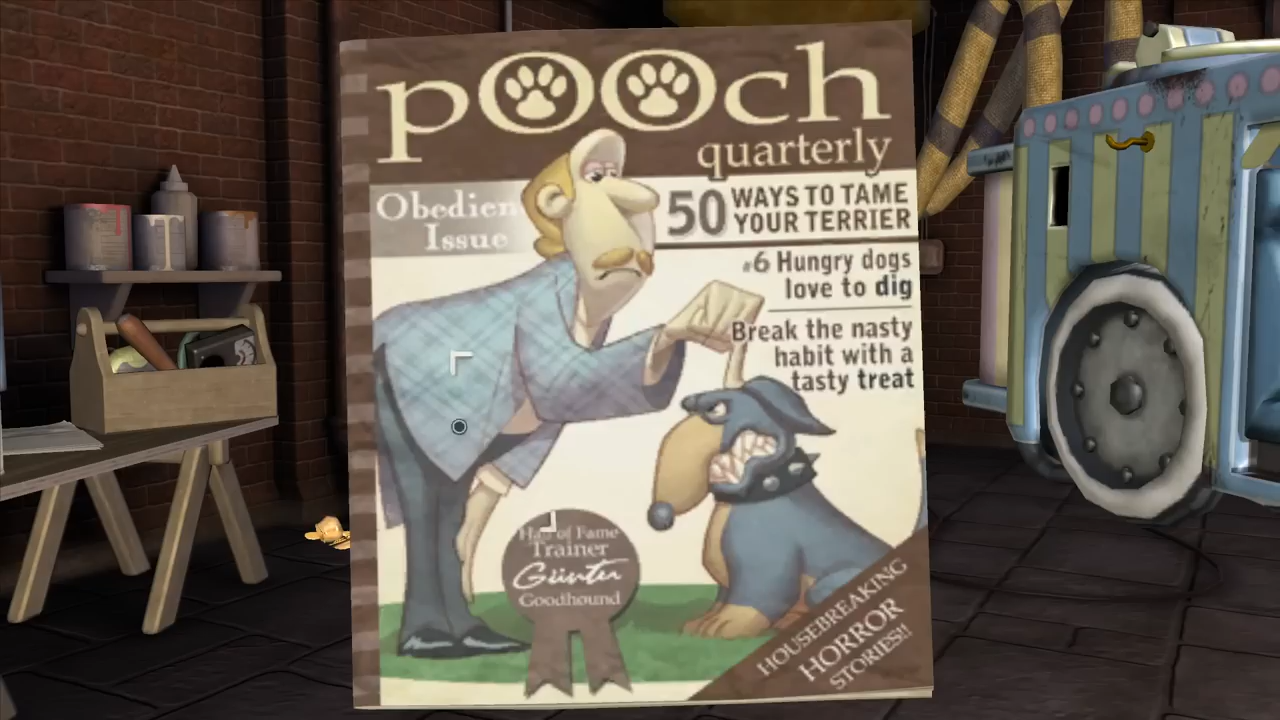 pOOch
quarterly
Obedien
Issue
50 WAYS TO TAME
YOUR TERRIER
#6 Hungry dogs
love to dig
Break the nasty
habit with a
tasty treat
Hall of Fame
Trainer
Günter
Goodhound
HOUSEBREAKING
HORROR
STORIES!!